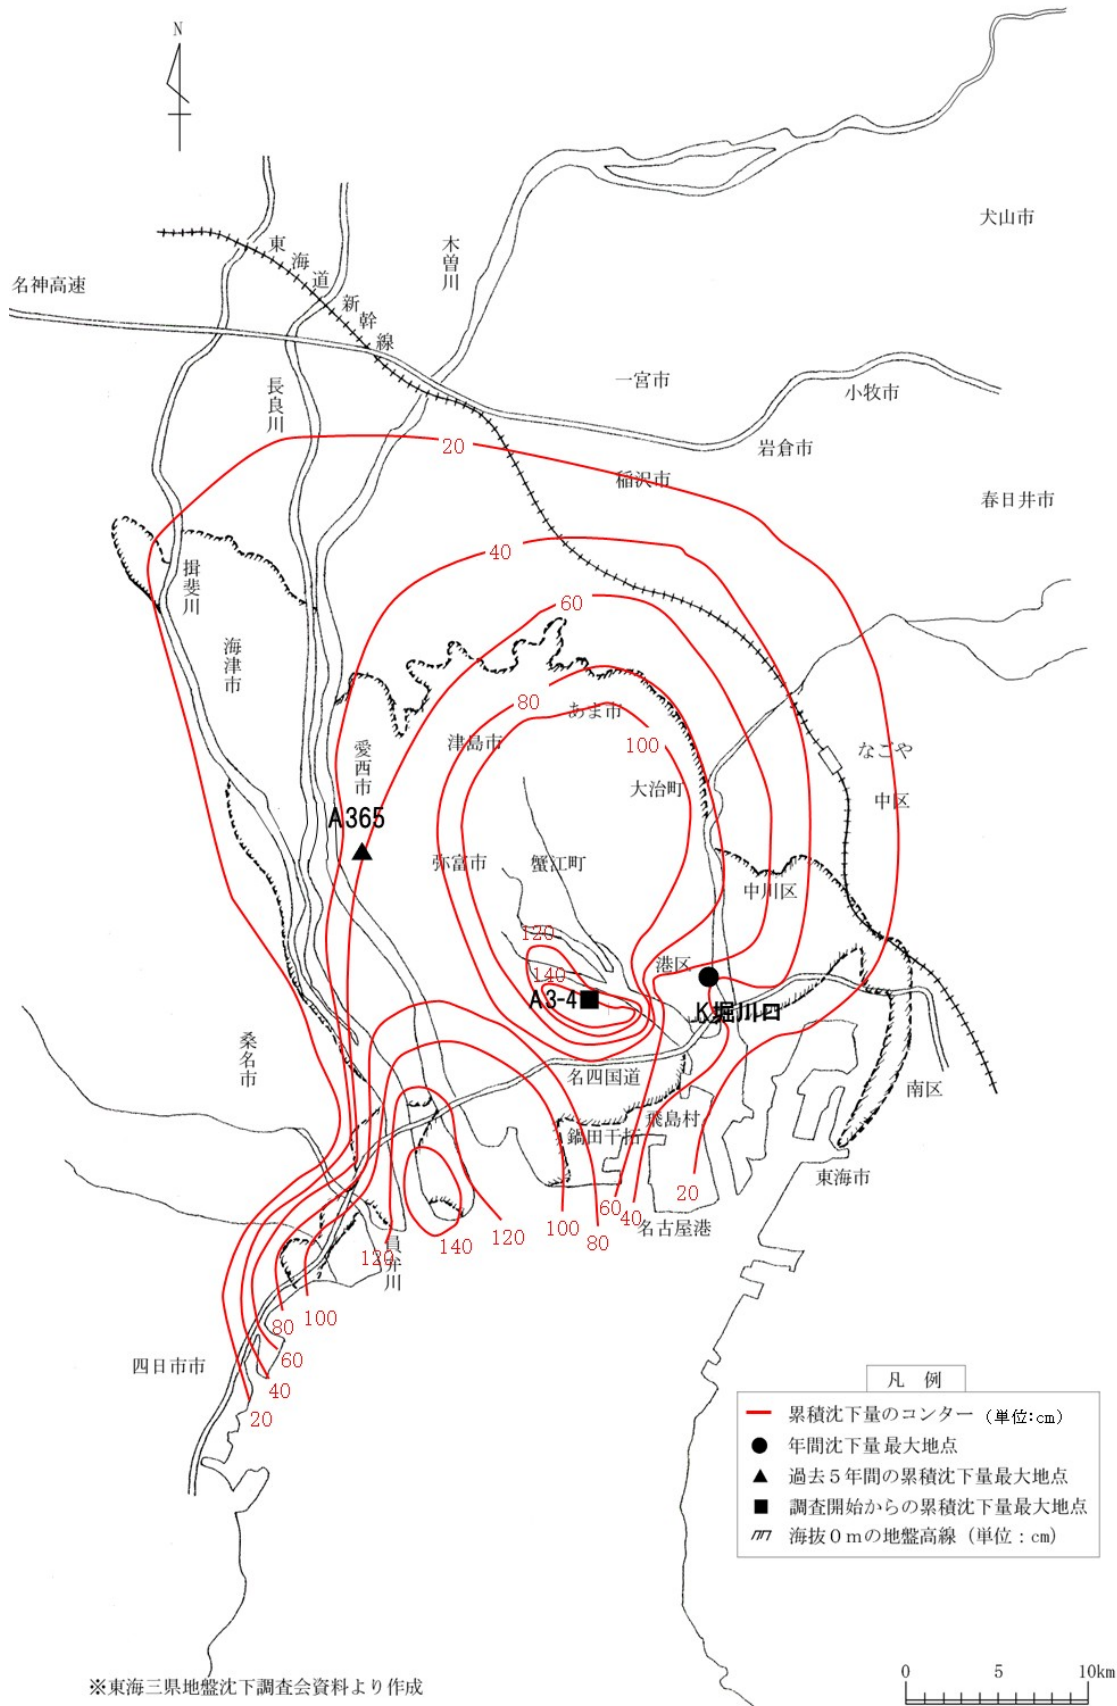 N
犬山市
東海道新幹線
木曽川
名神高速
一宮市
小牧市
長良川
岩倉市
20
稲沢市
春日井市
40
揖斐川
60
海津市
80
あま市
津島市
100
愛西市
なごや
大治町
中区
A365
弥富市
蟹江町
中川区
120
港区
140
A3-4
K堀川口
桑名市
名四国道
南区
飛島村
鍋田干拓
東海市
20
60
40
名古屋港
100
80
120
140
120
員弁川
100
80
60
四日市市
40
20
凡 例
累積沈下量のコンター (単位:cm)
年間沈下量最大地点
過去5年間の累積沈下量最大地点
調査開始からの累積沈下量最大地点
海抜0mの地盤高線(単位:cm)
※東海三県地盤沈下調査会資料より作成
0 5 10km